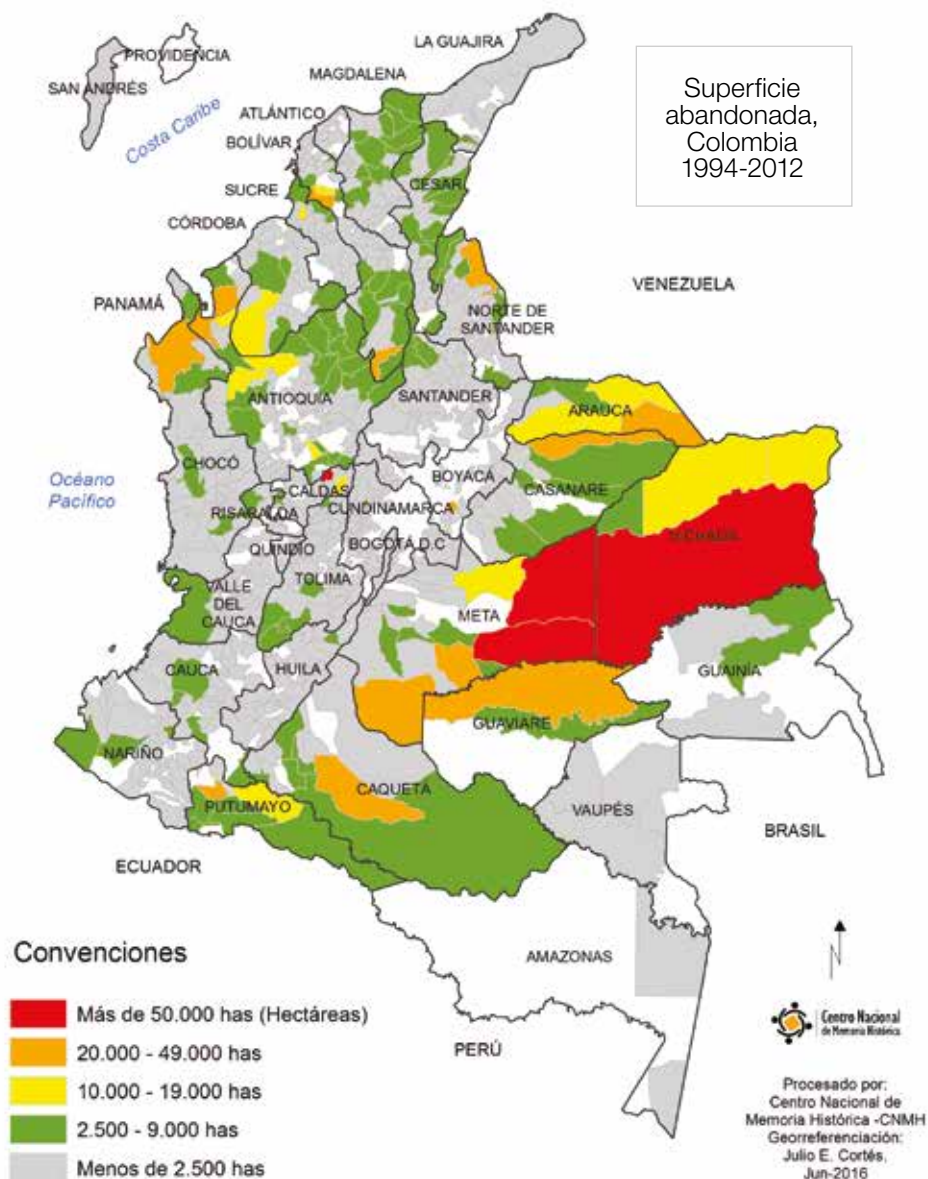 LA GUAJIRA
PROVIDENCIA
SAN ANDRÉS
MAGDALENA
Costa Caribe
ATLÁNTICO
BOLÍVAR
SUCRE
CESAR
CÓRDOBA
Superficie
abandonada,
Colombia
1994-2012
VENEZUELA
PANAMÁ
NORTE DE
SANTANDER
ANTIOQUIA
SANTANDER
ARAUCA
CHOCÓ
BOYACÁ
Océano
Pacífico
CALDAS
CASANARE
RISARALDA
CUNDINAMARCA
VICHADA
QUINDIO
BOGOTÁ D.C
TOLIMA
VALLE
DEL
CAUCA
META
CAUCA
HUILA
GUAINÍA
GUAVIARE
NARIÑO
CAQUETA
PUTUMAYO
VAUPÉS
BRASIL
ECUADOR
AMAZONAS
PERÚ
Convenciones
Más de 50.000 has (Hectáreas)
20.000 - 49.000 has
10.000 - 19.000 has
2.500 - 9.000 has
Menos de 2.500 has
N
Centro Nacional
de Memoria Histórica
Procesado por:
Centro Nacional de
Memoria Histórica -CNMH
Georreferenciación:
Julio E. Cortés.
Jun-2016